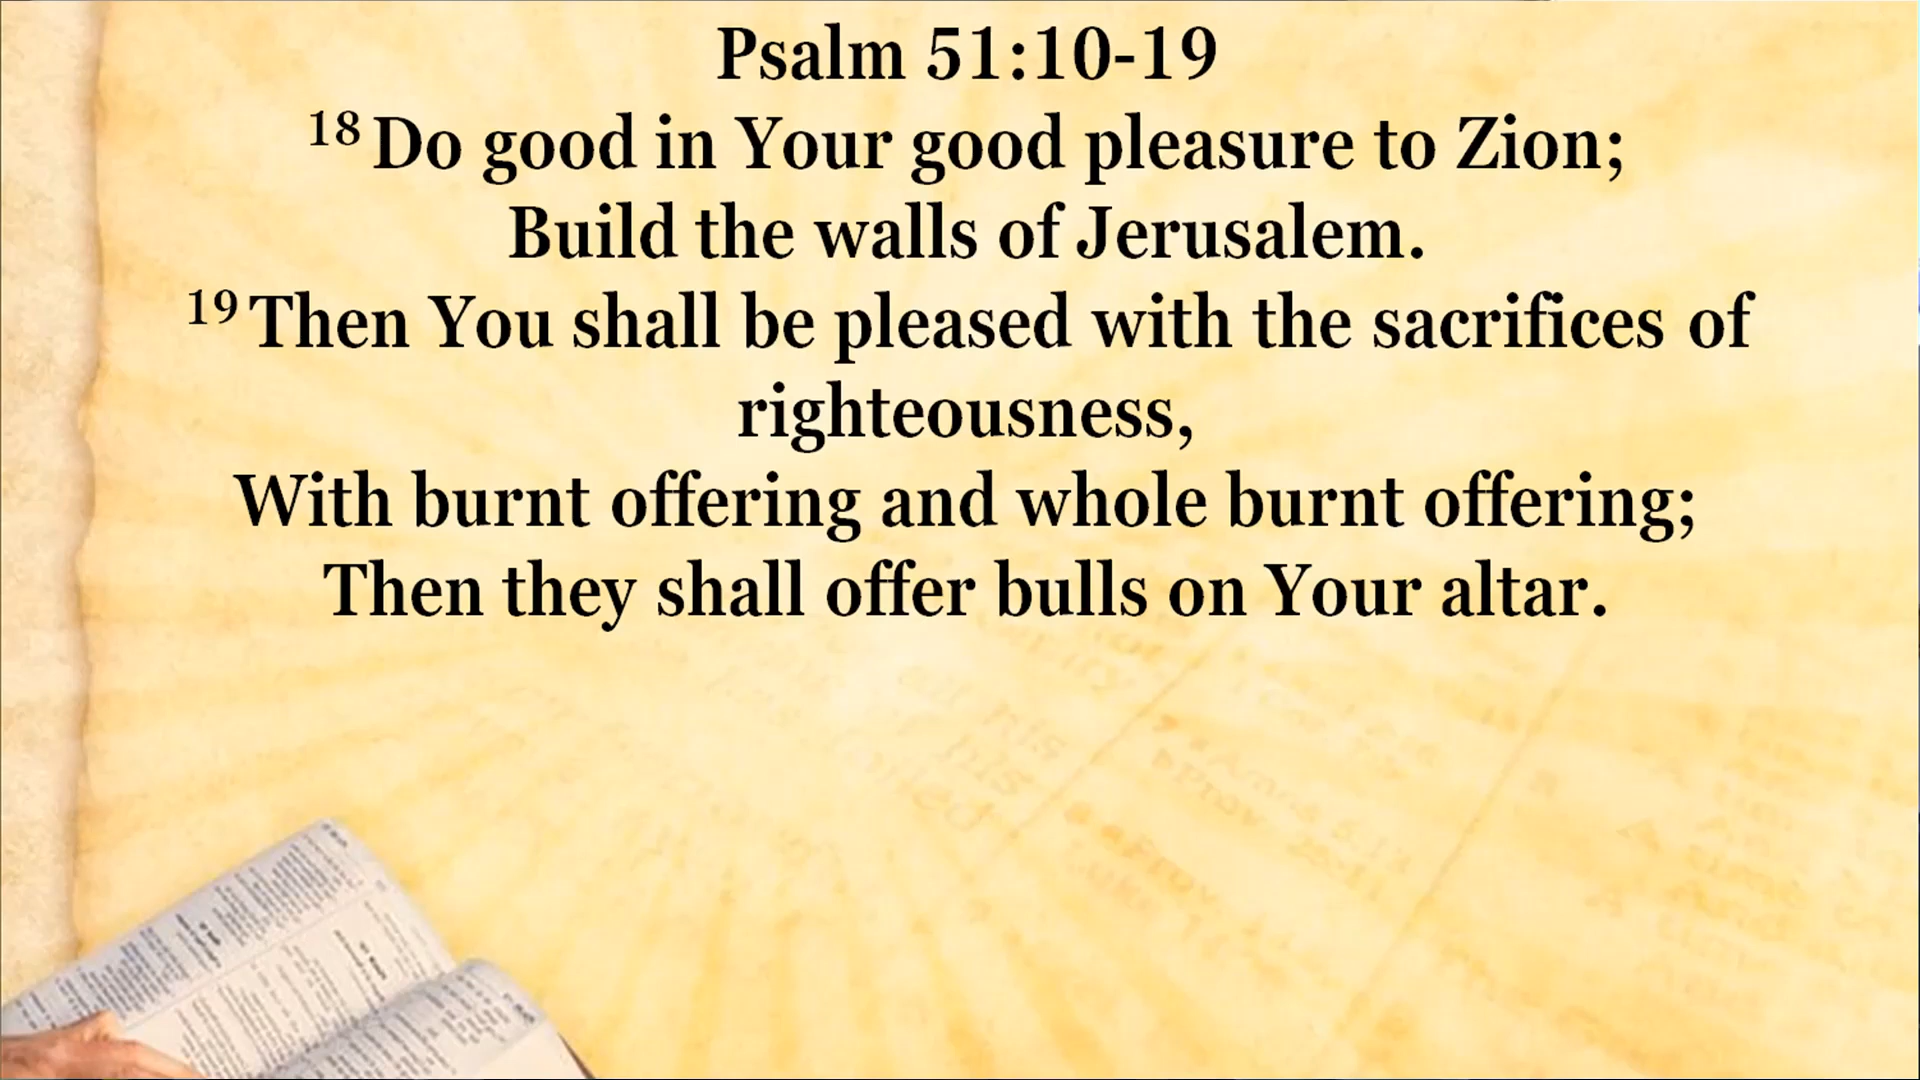 Psalm 51:10-19
18 Do good in Your good pleasure to Zion;
Build the walls of Jerusalem.
19 Then You shall be pleased with the sacrifices of
righteousness,
With burnt offering and whole burnt offering;
Then they shall offer bulls on Your altar.